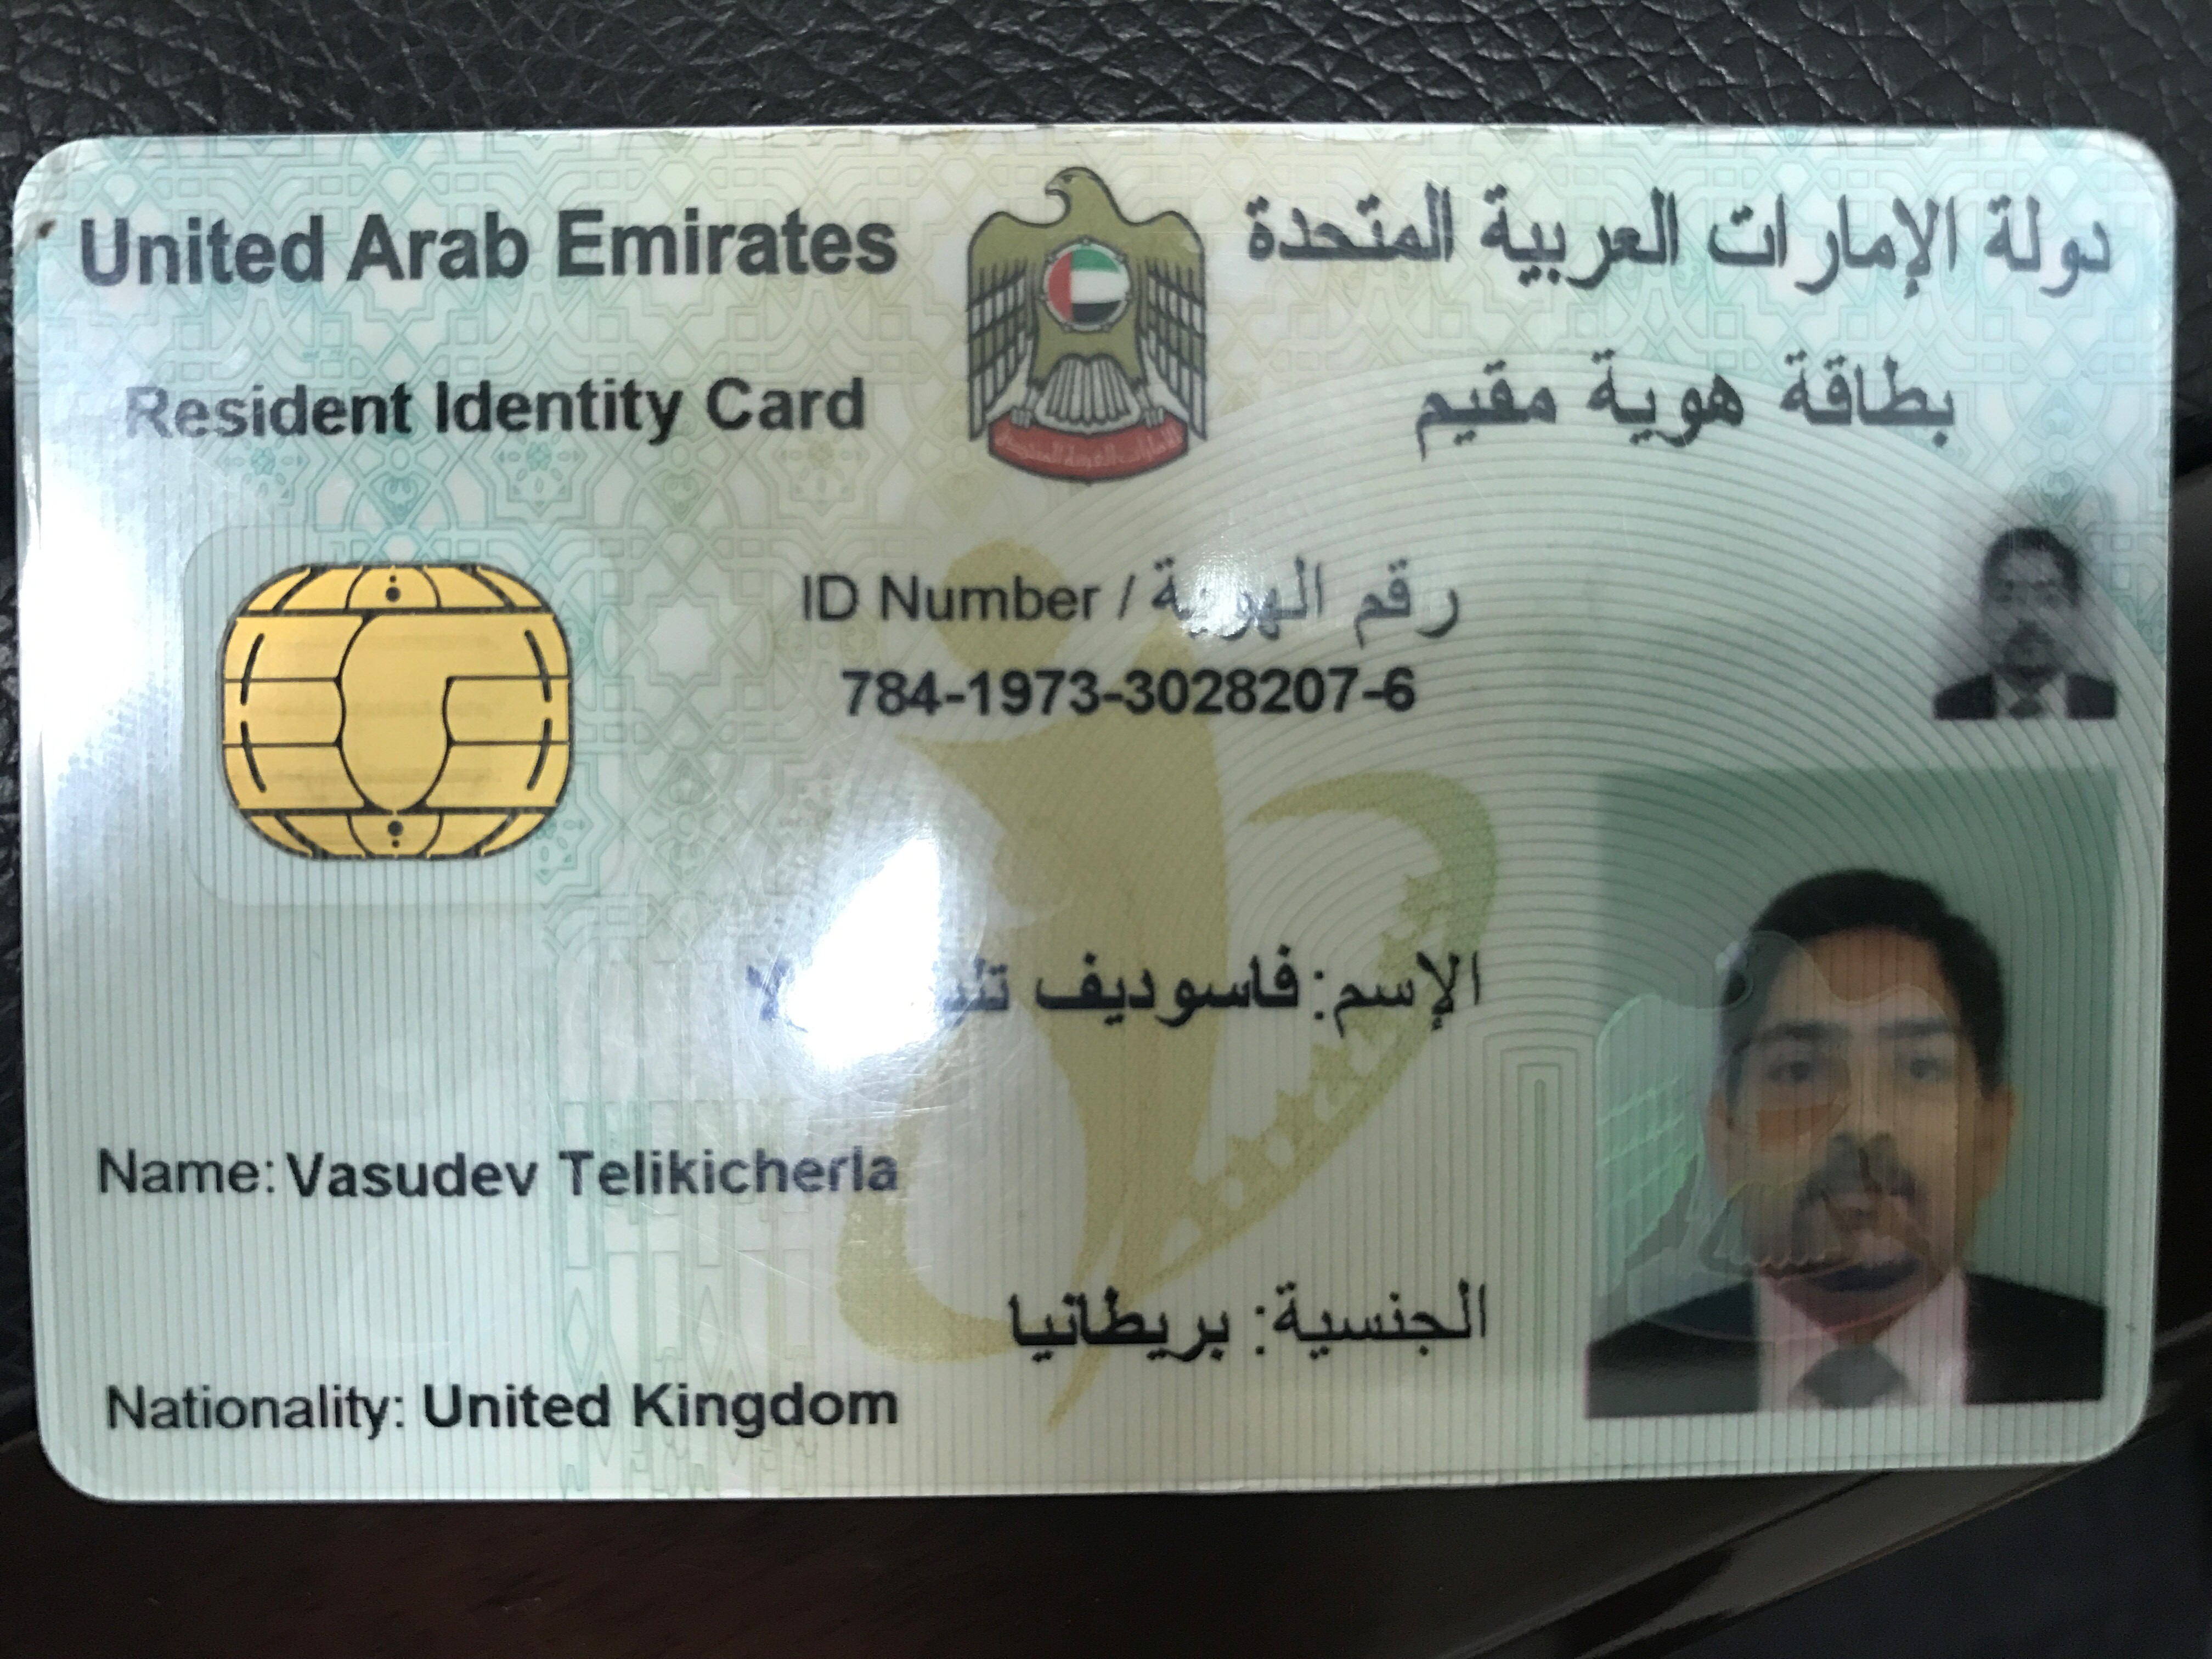 United Arab Emirates
دولة الإمارات العربية المتحدة
Resident Identity Card
بطاقة هوية مقيم
ID Number / رقم الهوية
784-1973-3028207-6
الإسم: فاسوديف
Name: Vasudev Telikicherla
الجنسية: بريطانيا
Nationality: United Kingdom